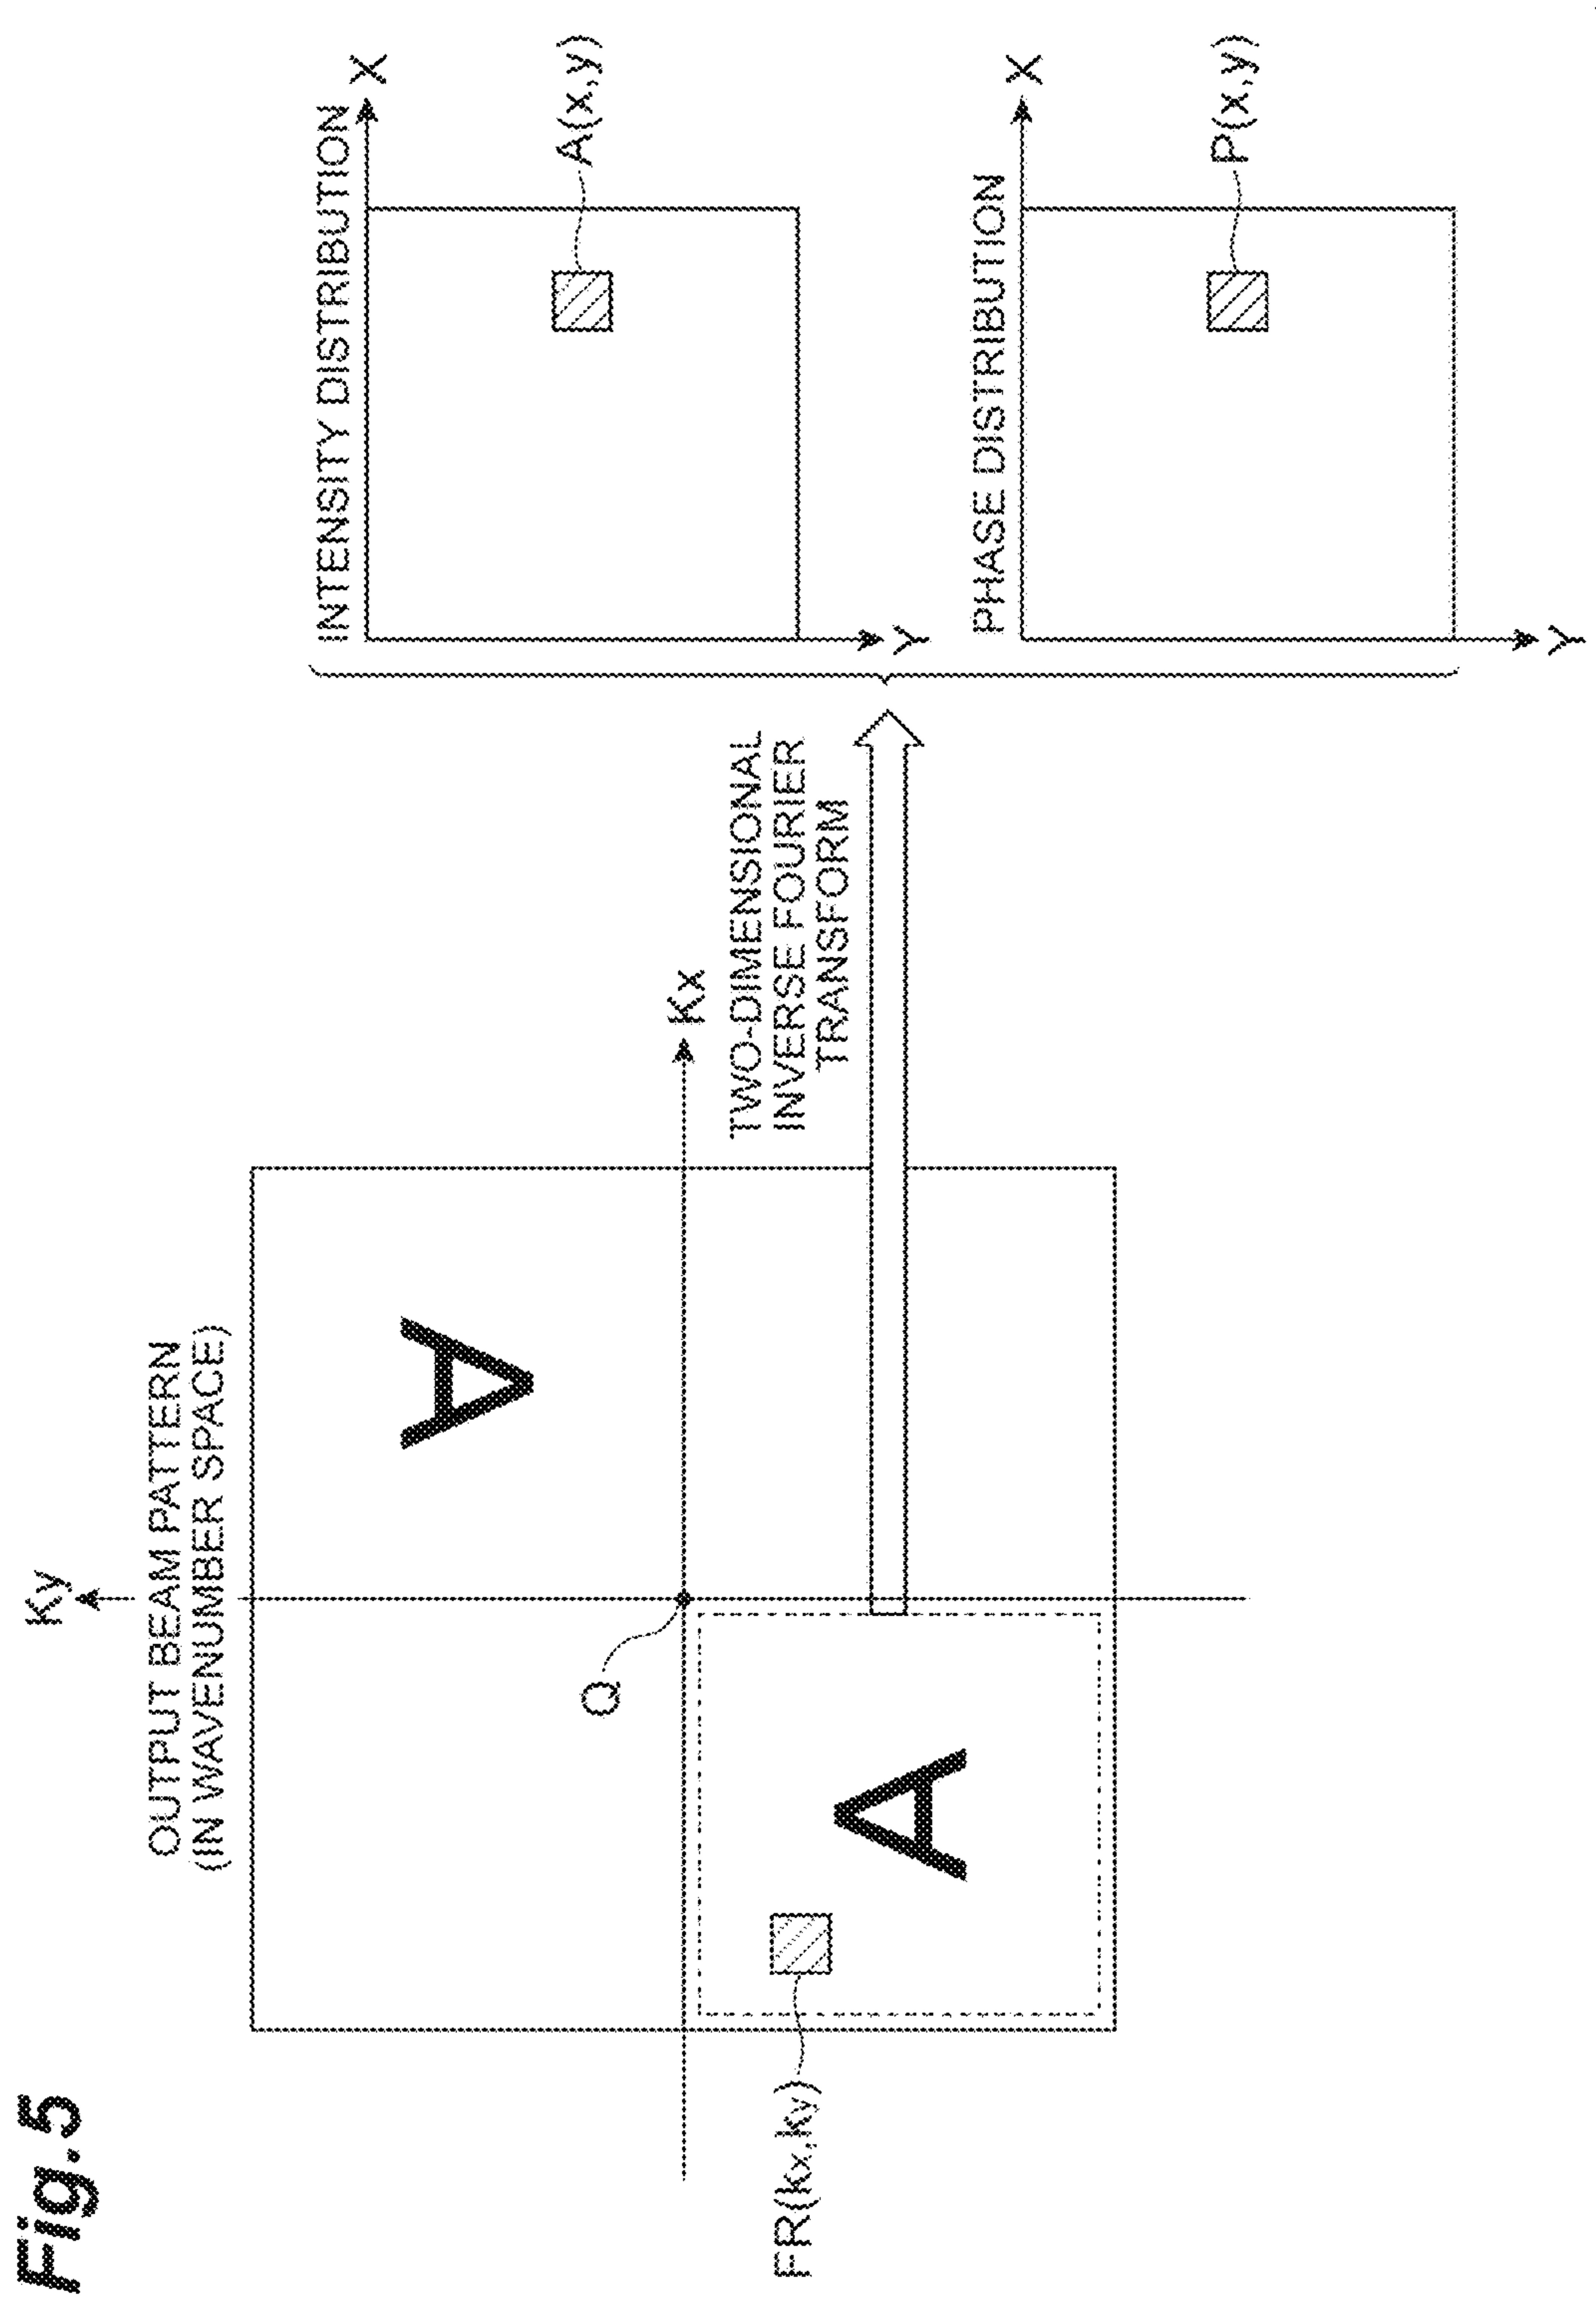 Fig.5
Ky
OUTPUT BEAM PATTERN
(IN WAVENUMBER SPACE)
A
Q
Kx
A
FR(kx,ky)
TWO-DIMENSIONAL
INVERSE FOURIER
TRANSFORM
INTENSITY DISTRIBUTION
X
A(x,y)
Y
PHASE DISTRIBUTION
X
P(x,y)
Y